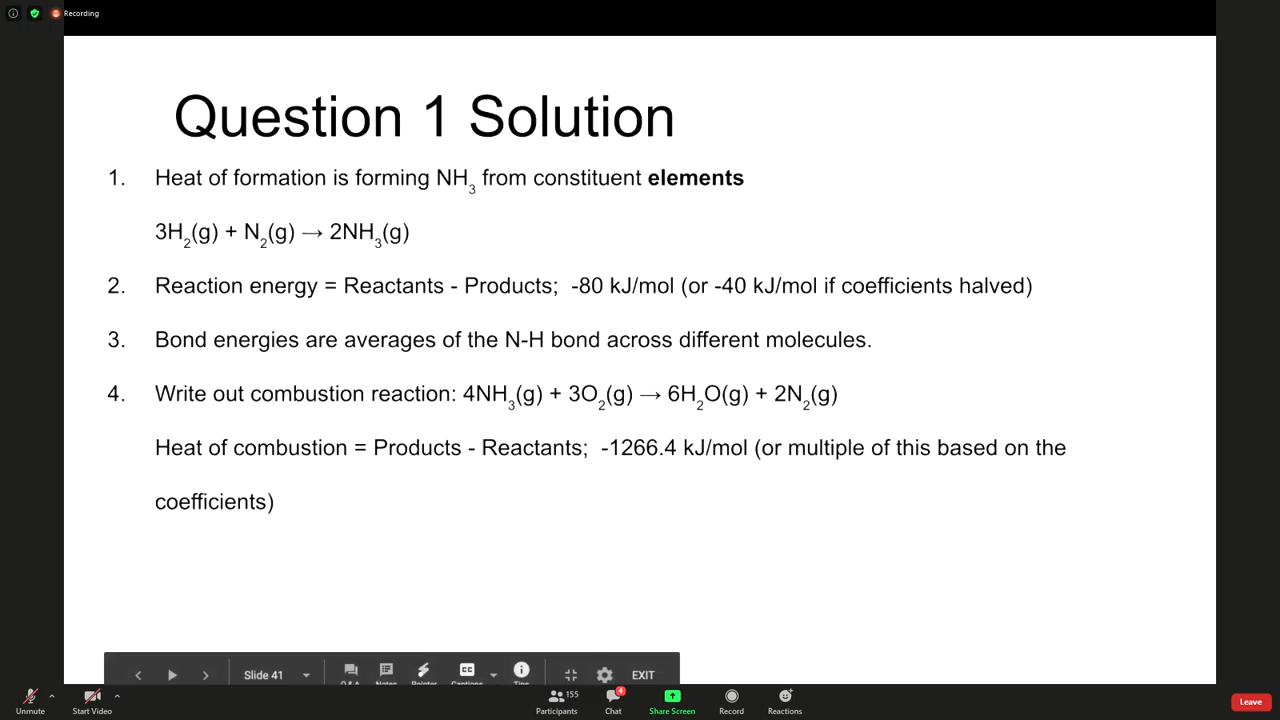 Recording
Question 1 Solution
1. Heat of formation is forming NH₃ from constituent elements
3H₂(g) + N₂(g) → 2NH₃(g)
2. Reaction energy = Reactants - Products; -80 kJ/mol (or -40 kJ/mol if coefficients halved)
3. Bond energies are averages of the N-H bond across different molecules.
4. Write out combustion reaction: 4NH₃(g) + 3O₂(g) → 6H₂O(g) + 2N₂(g)
Heat of combustion = Products - Reactants; -1266.4 kJ/mol (or multiple of this based on the
coefficients)
Slide 41 CC EXIT
Q & A Notes Pointer Captions Tips
155 4
Unmute Start Video Participants Chat Share Screen Record Reactions Leave